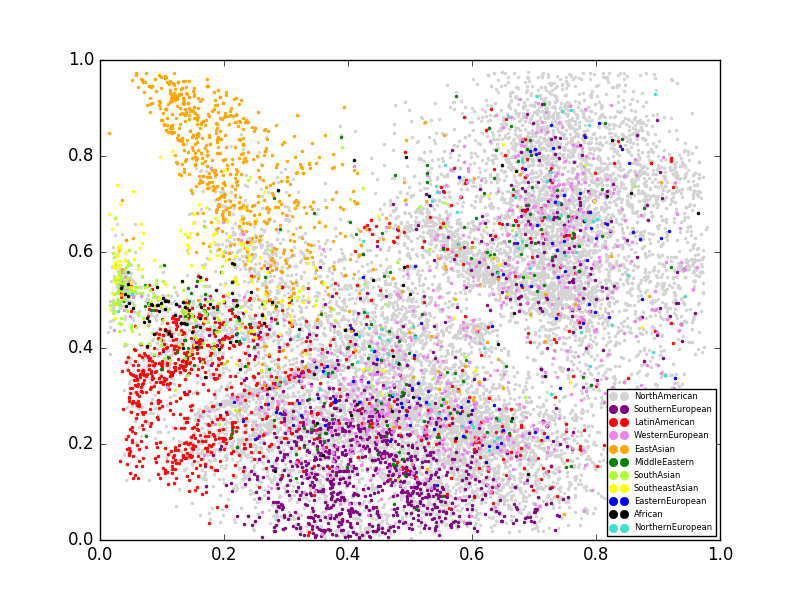 1.0
0.8
0.6
0.4
0.2
0.0
0.0 0.2 0.4 0.6 0.8 1.0
NorthAmerican
SouthernEuropean
LatinAmerican
WesternEuropean
EastAsian
MiddleEastern
SouthAsian
SoutheastAsian
EasternEuropean
African
NorthernEuropean